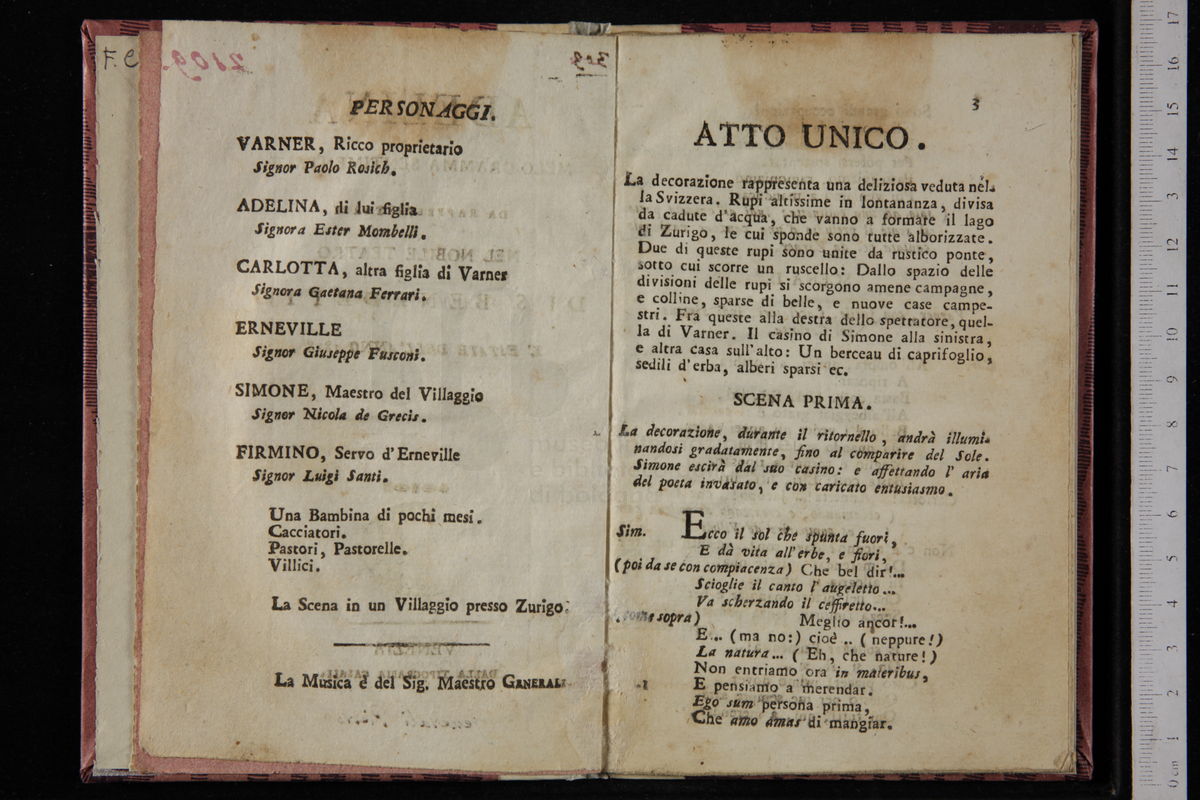 F. C
2109.
303
PERSONAGGI.
VARNER, Ricco proprietario
Signor Paolo Rosich.
ADELINA, di lui figlia
Signora Ester Mombelli.
CARLOTTA, altra figlia di Varner
Signora Gaetana Ferrari.
ERNEVILLE
Signor Giuseppe Fusconi.
SIMONE, Maestro del Villaggio
Signor Nicola de Grecis.
FIRMINO, Servo d'Erneville
Signor Luigi Santi.
Una Bambina di pochi mesi.
Cacciatori.
Pastori, Pastorelle.
Villici.
La Scena in un Villaggio presso Zurigo.
La Musica è del Sig. Maestro GENERALI.
3
ATTO UNICO.
La decorazione rappresenta una deliziosa veduta nel-
la Svizzera. Rupi altissime in lontananza, divisa
da cadute d'acqua, che vanno a formare il lago
di Zurigo, le cui sponde sono tutte alborizzate.
Due di queste rupi sono unite da rustico ponte,
sotto cui scorre un ruscello: Dallo spazio delle
divisioni delle rupi si scorgono amene campagne,
e colline, sparse di belle, e nuove case campe-
stri. Fra queste alla destra dello spettatore, quel-
la di Varner. Il casino di Simone alla sinistra,
e altra casa sull'alto: Un berceau di caprifoglio,
sedili d'erba, alberi sparsi ec.
SCENA PRIMA.
La decorazione, durante il ritornello, andrà illumi-
nandosi gradatamente, fino al comparire del Sole.
Simone escirà dal suo casino: e affettando l'aria
del poeta invasato, e con caricato entusiasmo.
Sim. Ecco il sol che spunta fuori,
E dà vita all'erbe, e fiori,
(poi da se con compiacenza) Che bel dir!...
Scioglie il canto l'augeletto...
Va scherzando il ceffiretto...
(come sopra) Meglio ancor!...
E... (ma no:) cioè .. (neppure!)
La natura... (Eh, che nature!)
Non entriamo ora in materibus,
E pensiamo a merendar.
Ego sum persona prima,
Che amo amas di mangiar.